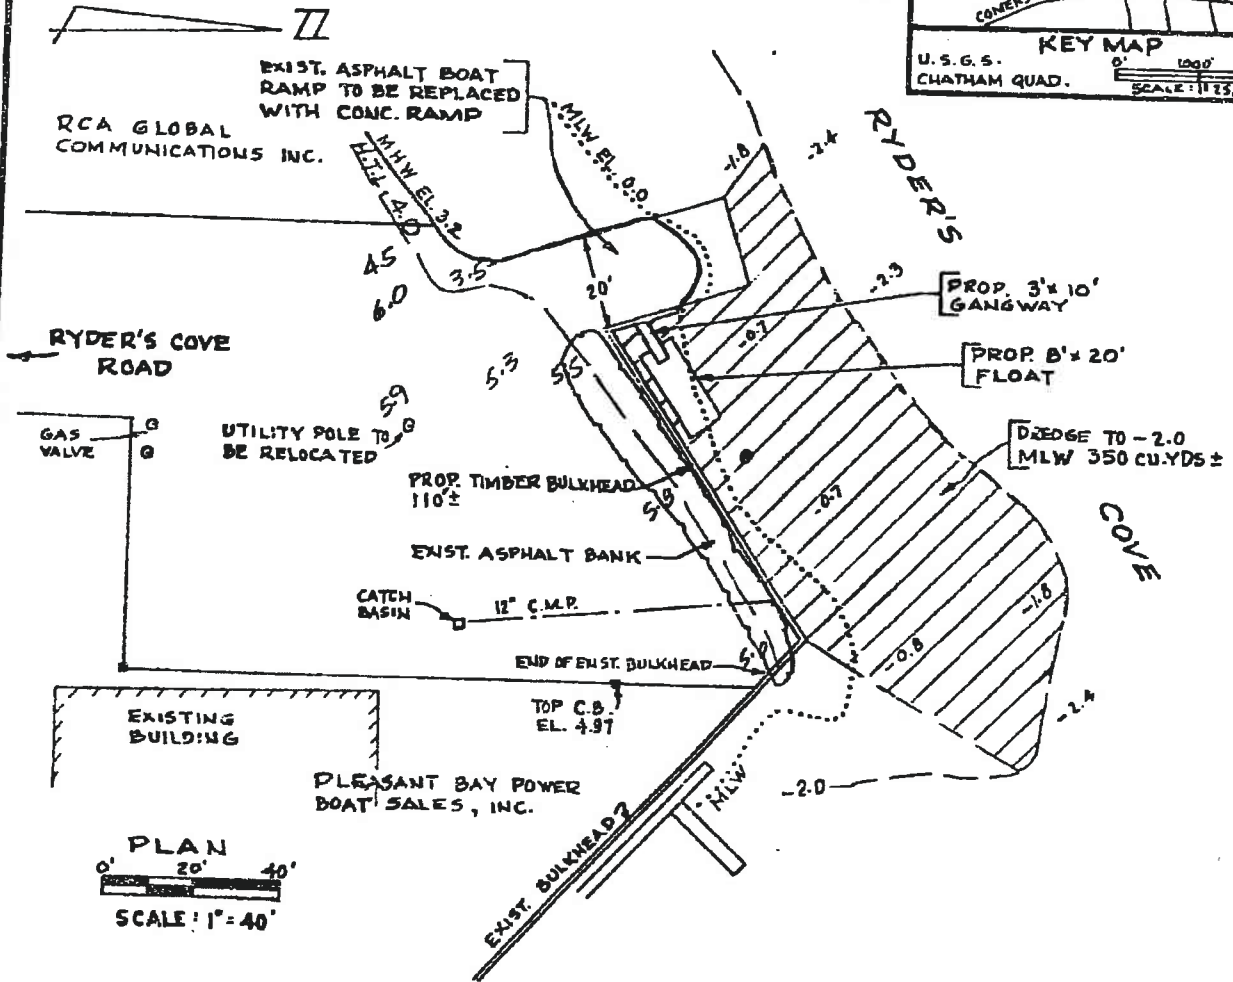 EXIST. ASPHALT BOAT
RAMP TO BE REPLACED
WITH CONC. RAMP
KEY MAP
U.S.G.S.
CHATHAM QUAD.
0'
1000'
RCA GLOBAL
COMMUNICATIONS INC.
MHW EL. 3.2
H.T.L. 4.0
MLW EL. 0.0
-1.8
-2.4
RYDER'S
COVE
4.5
6.0
3.5
20'
-2.3
PROP. 3' x 10'
GANGWAY
-0.7
PROP. 8' x 20'
FLOAT
RYDER'S COVE
ROAD
5.3
5.5
5.9
GAS
VALVE
UTILITY POLE TO
BE RELOCATED
DREDGE TO -2.0
MLW 350 CU.YDS ±
PROP. TIMBER BULKHEAD
110'±
-0.7
EXIST. ASPHALT BANK
CATCH
BASIN
12" C.M.P.
-1.8
-0.8
END OF EXIST. BULKHEAD
-2.4
EXISTING
BUILDING
TOP C.B.
EL. 4.97
PLEASANT BAY POWER
BOAT SALES, INC.
MLW
-2.0
EXIST. BULKHEAD
PLAN
0'
20'
40'
SCALE: 1" = 40'